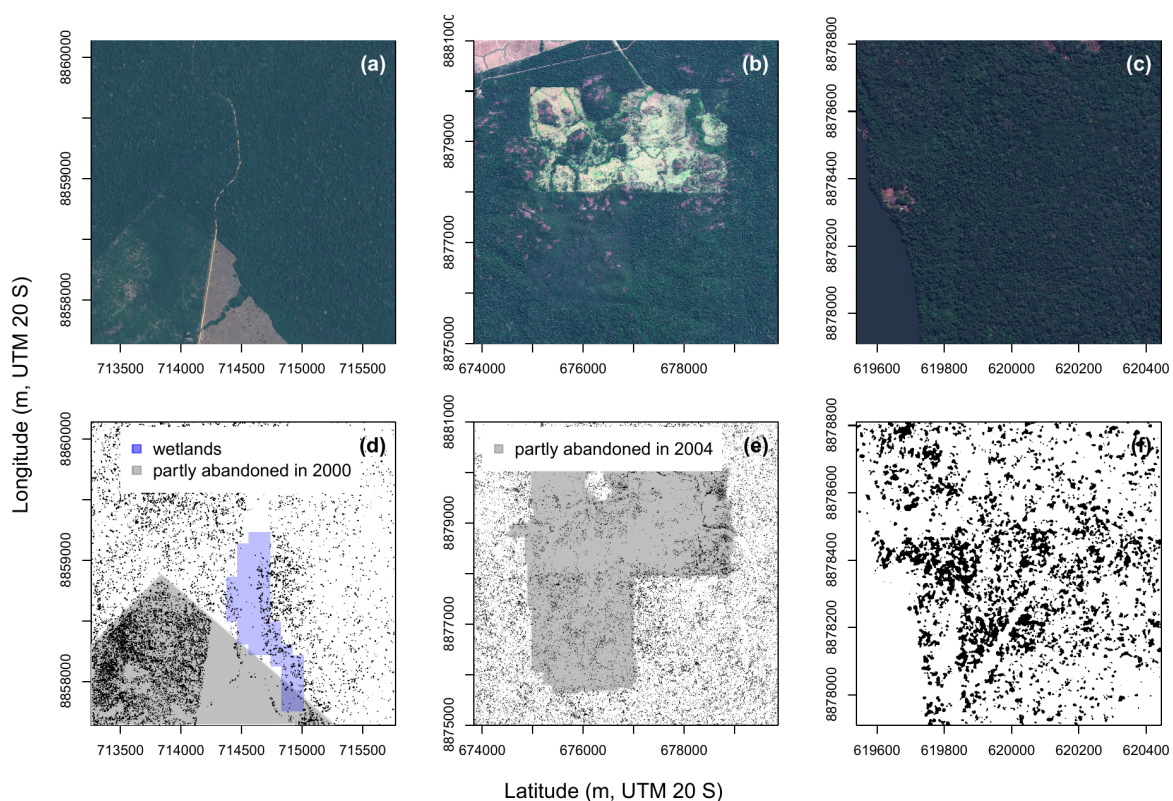 Longitude (m, UTM 20 S)
8860000
8859000
8858000
(a)
713500 714000 714500 715000 715500
8881000
8879000
8877000
8875000
(b)
674000 676000 678000
8878800
8878600
8878400
8878200
8878000
(c)
619600 619800 620000 620200 620400
8860000
8859000
8858000
wetlands
partly abandoned in 2000
(d)
713500 714000 714500 715000 715500
8881000
8879000
8877000
8875000
partly abandoned in 2004
(e)
674000 676000 678000
8878800
8878600
8878400
8878200
8878000
(f)
619600 619800 620000 620200 620400
Latitude (m, UTM 20 S)